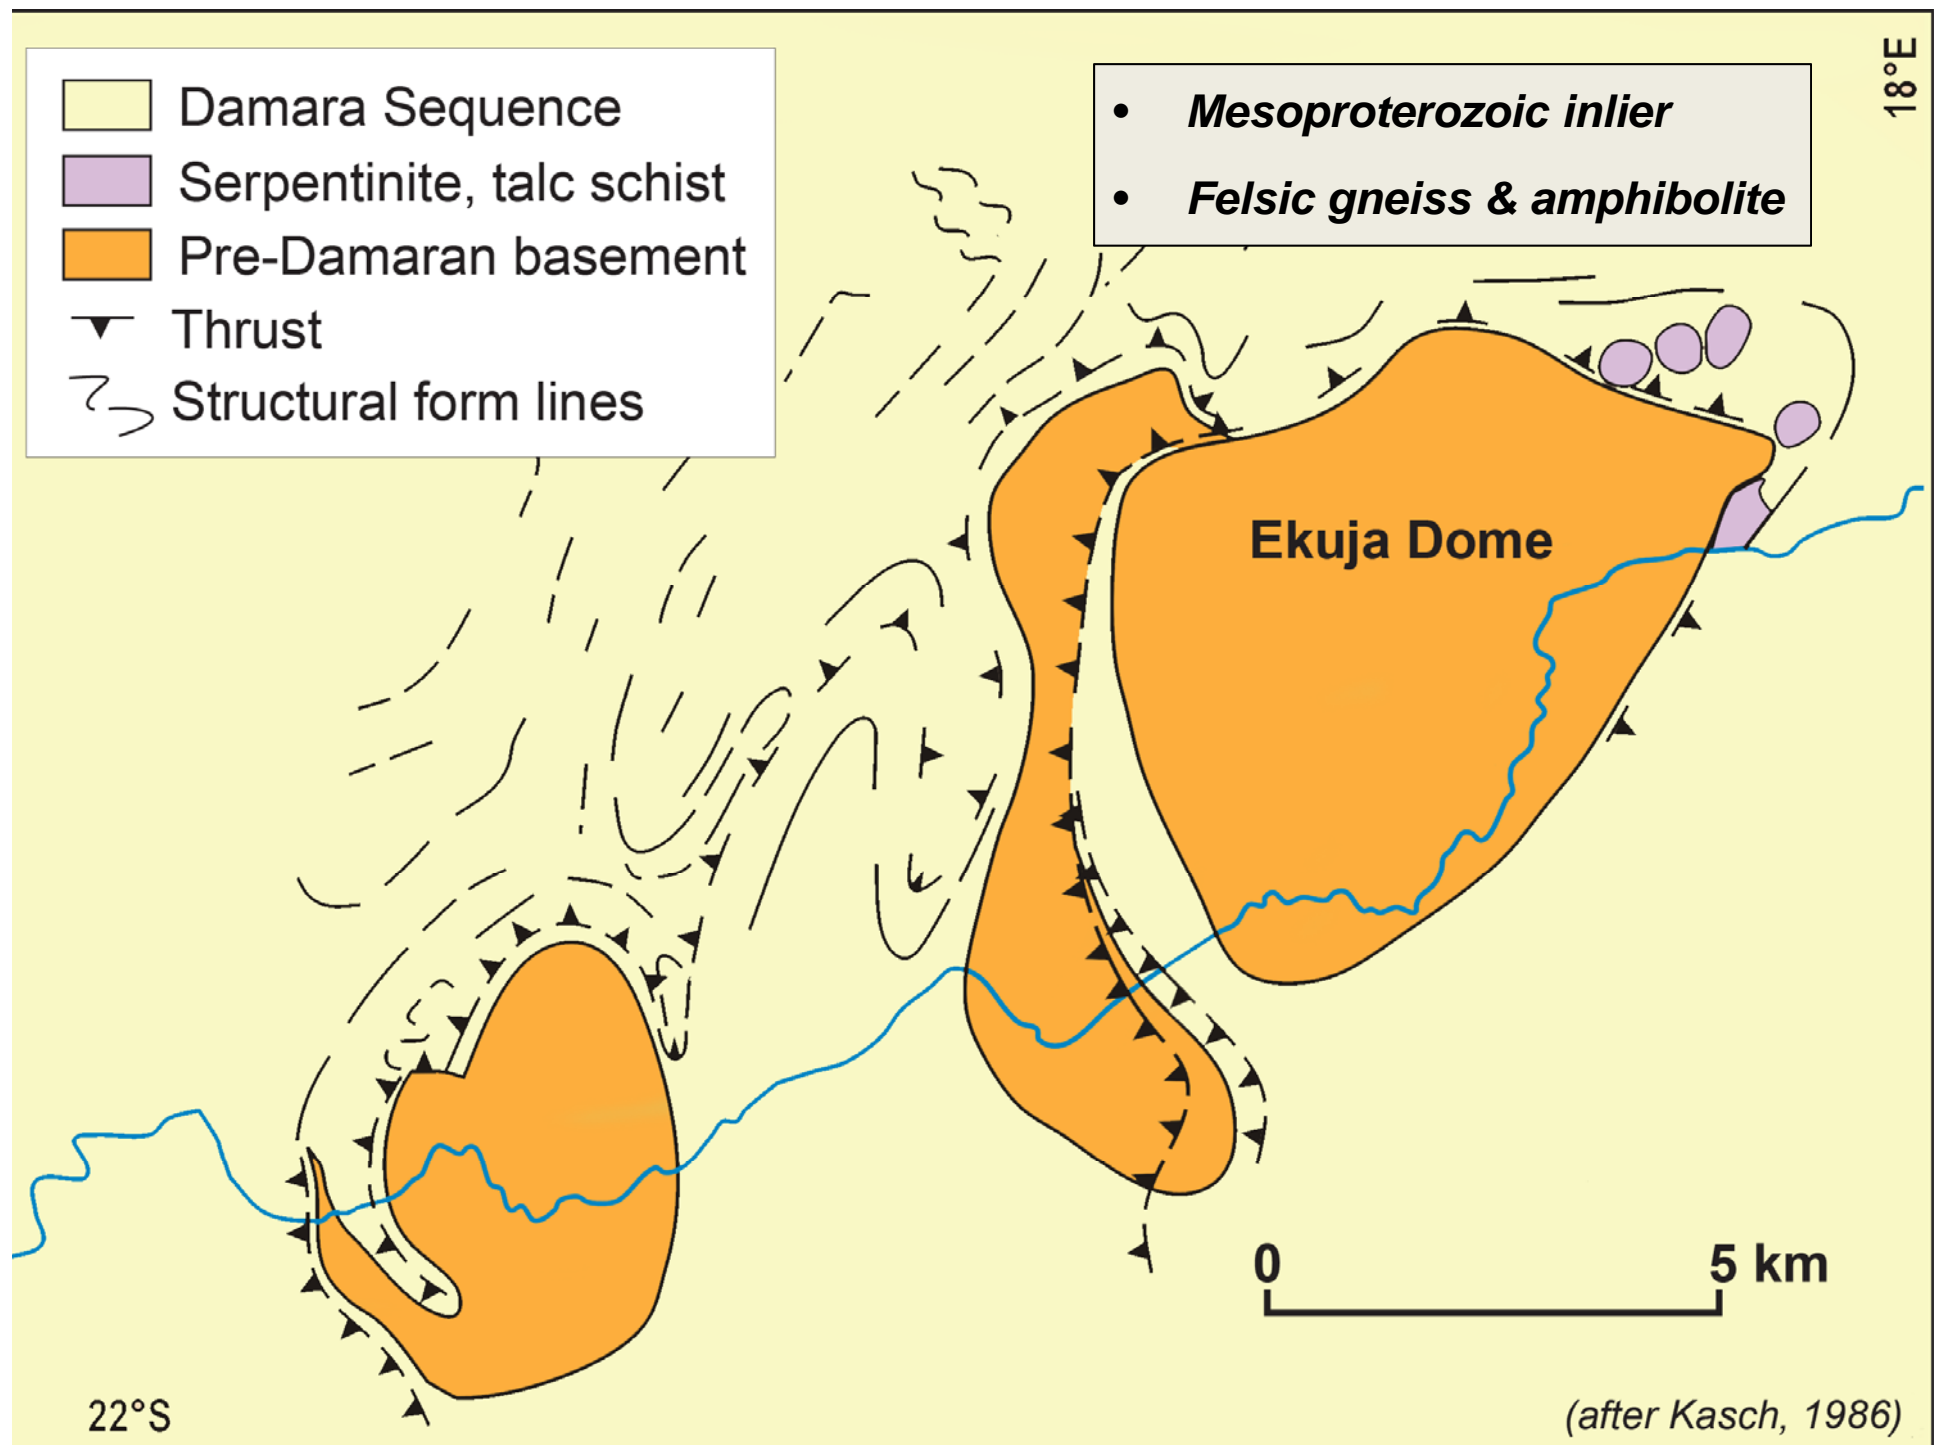 Damara Sequence
Serpentinite, talc schist
Pre-Damaran basement
Thrust
Structural form lines
• Mesoproterozoic inlier
• Felsic gneiss & amphibolite
18°E
Ekuja Dome
0 5 km
22°S
(after Kasch, 1986)